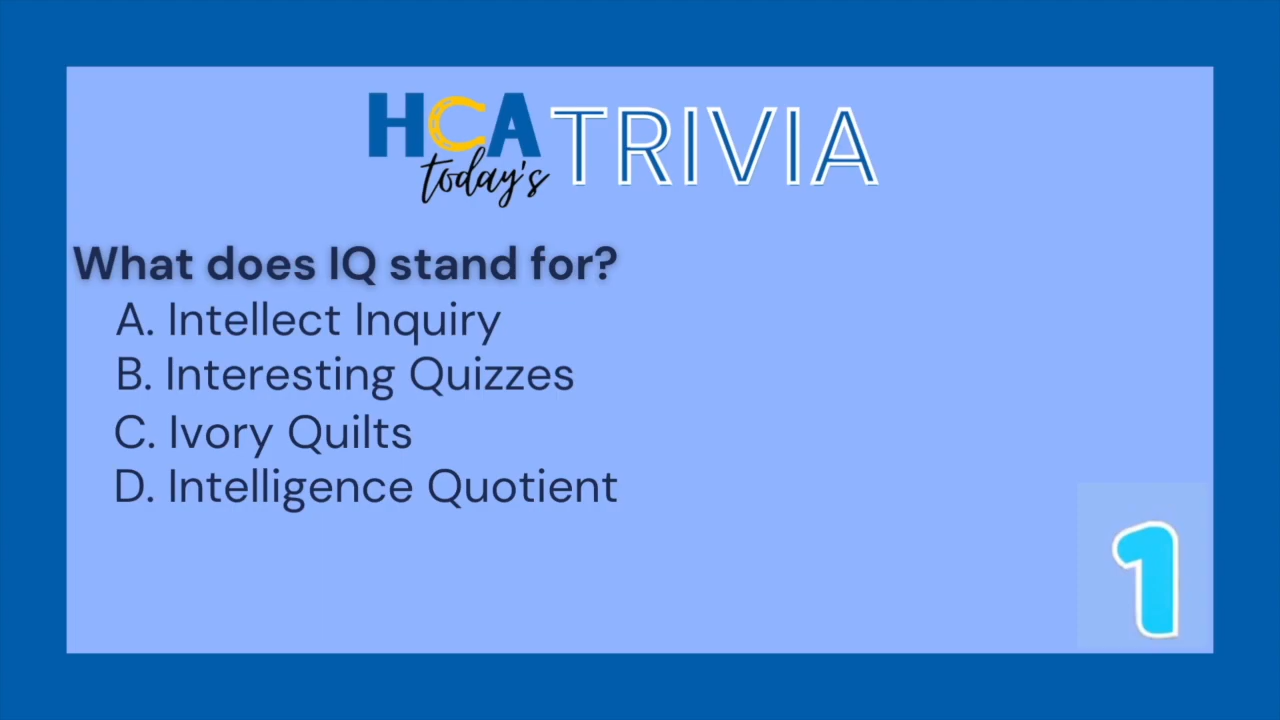 HCA TRIVIA
today's
What does IQ stand for?
A. Intellect Inquiry
B. Interesting Quizzes
C. Ivory Quilts
D. Intelligence Quotient
1